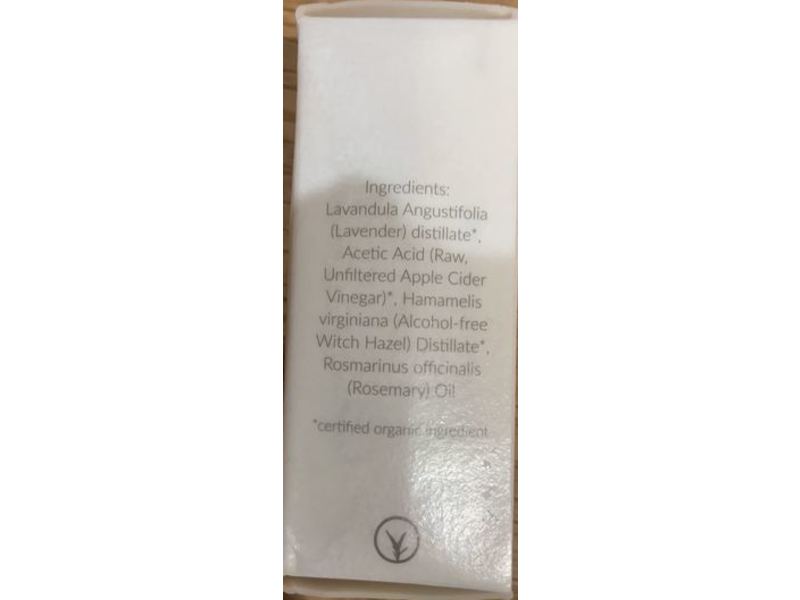 Ingredients:
Lavandula Angustifolia
(Lavender) distillate*,
Acetic Acid (Raw,
Unfiltered Apple Cider
Vinegar)*, Hamamelis
virginiana (Alcohol-free
Witch Hazel) Distillate*,
Rosmarinus officinalis
(Rosemary) Oil
*certified organic ingredient